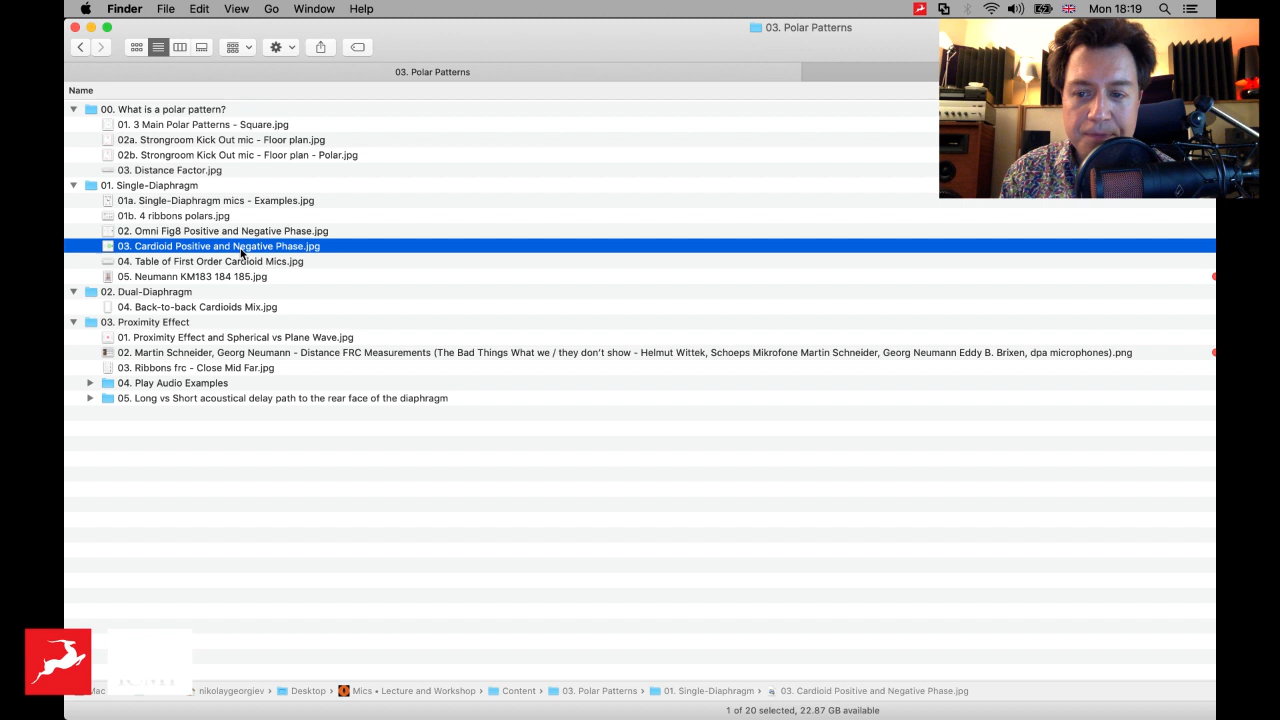 Finder File Edit View Go Window Help Mon 18:19
03. Polar Patterns
03. Polar Patterns
Name
00. What is a polar pattern?
01. 3 Main Polar Patterns - Square.jpg
02a. Strongroom Kick Out mic - Floor plan.jpg
02b. Strongroom Kick Out mic - Floor plan - Polar.jpg
03. Distance Factor.jpg
01. Single-Diaphragm
01a. Single-Diaphragm mics - Examples.jpg
01b. 4 ribbons polars.jpg
02. Omni Fig8 Positive and Negative Phase.jpg
03. Cardioid Positive and Negative Phase.jpg
04. Table of First Order Cardioid Mics.jpg
05. Neumann KM183 184 185.jpg
02. Dual-Diaphragm
04. Back-to-back Cardioids Mix.jpg
03. Proximity Effect
01. Proximity Effect and Spherical vs Plane Wave.jpg
02. Martin Schneider, Georg Neumann - Distance FRC Measurements (The Bad Things What we / they don't show - Helmut Wittek, Schoeps Mikrofone Martin Schneider, Georg Neumann Eddy B. Brixen, dpa microphones).png
03. Ribbons frc - Close Mid Far.jpg
04. Play Audio Examples
05. Long vs Short acoustical delay path to the rear face of the diaphragm
Mac nikolaygeorgiev › Desktop › Mics • Lecture and Workshop › Content › 03. Polar Patterns › 01. Single-Diaphragm › 03. Cardioid Positive and Negative Phase.jpg
1 of 20 selected, 22.87 GB available